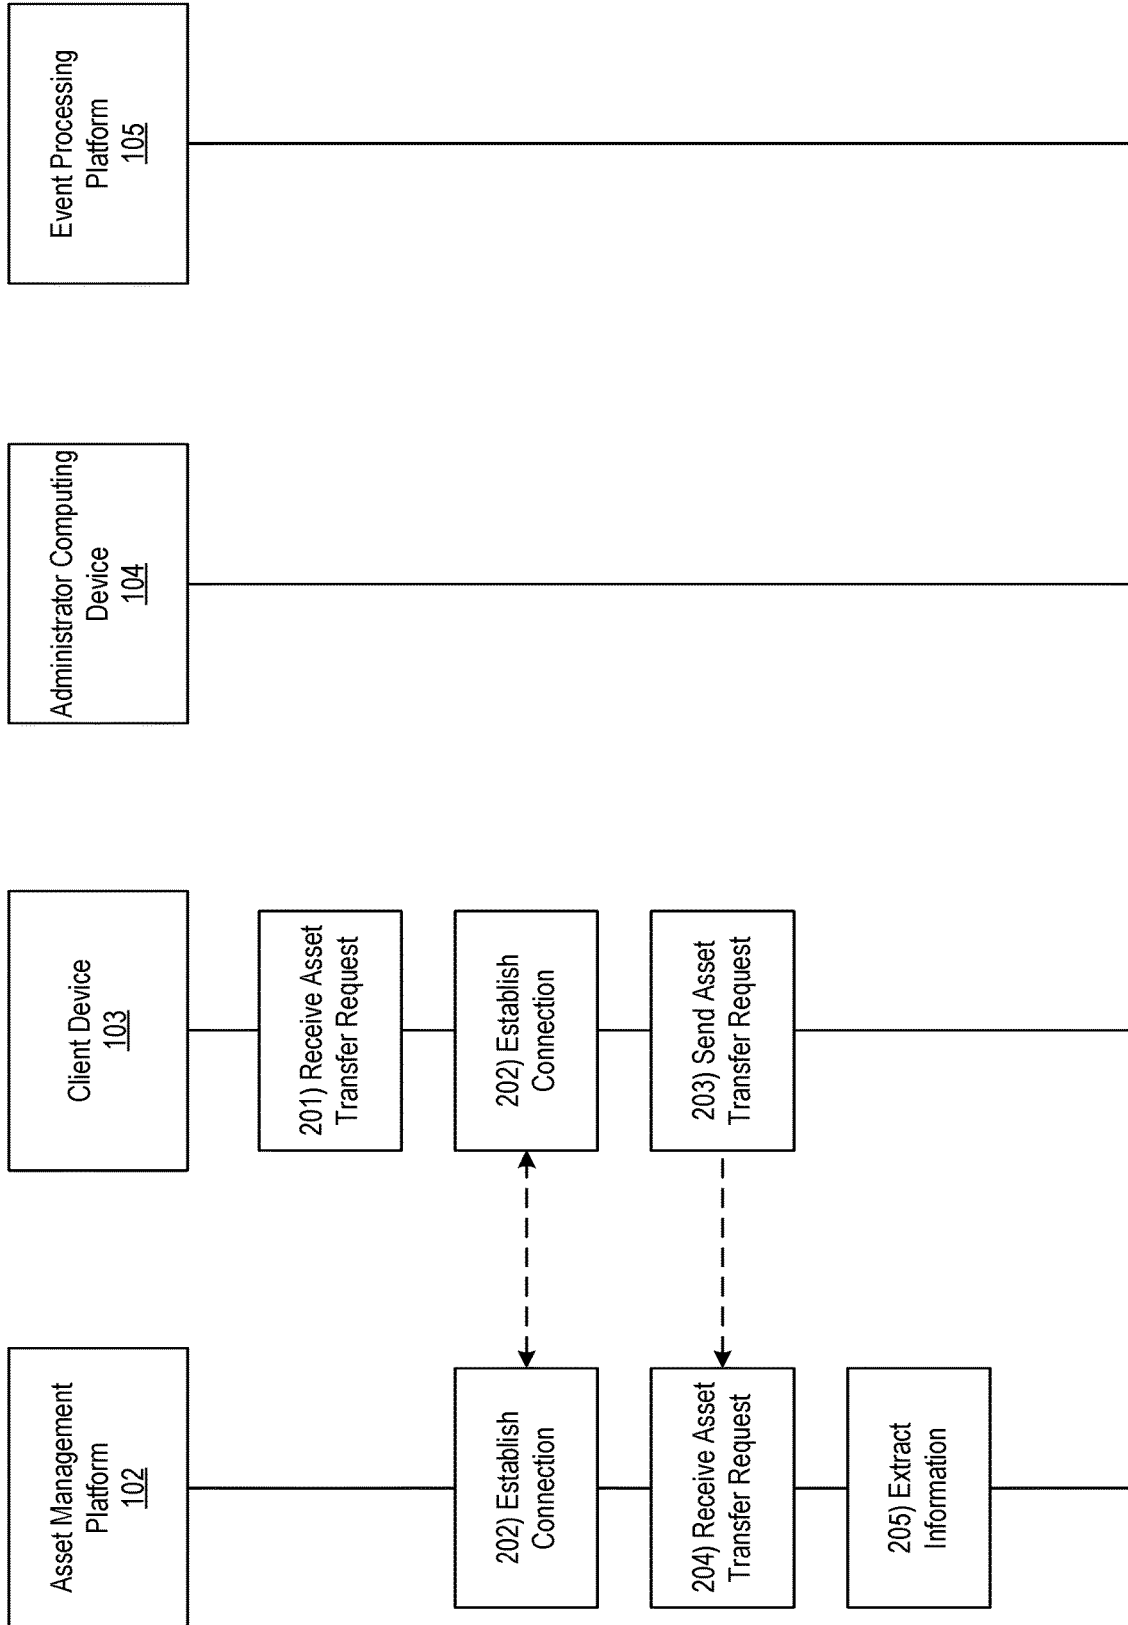 Asset Management
Platform
102
Client Device
103
Administrator Computing
Device
104
Event Processing
Platform
105
201) Receive Asset
Transfer Request
202) Establish
Connection
202) Establish
Connection
204) Receive Asset
Transfer Request
203) Send Asset
Transfer Request
205) Extract
Information